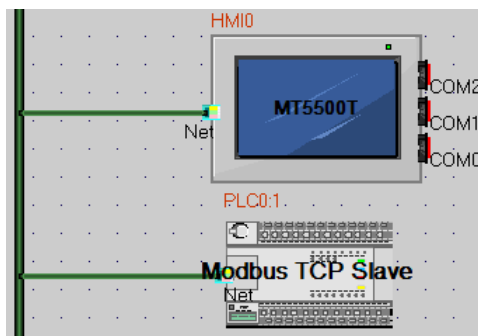 HMI0
MT5500T
COM2
COM1
COM0
Net
PLC0:1
Modbus TCP Slave
Net